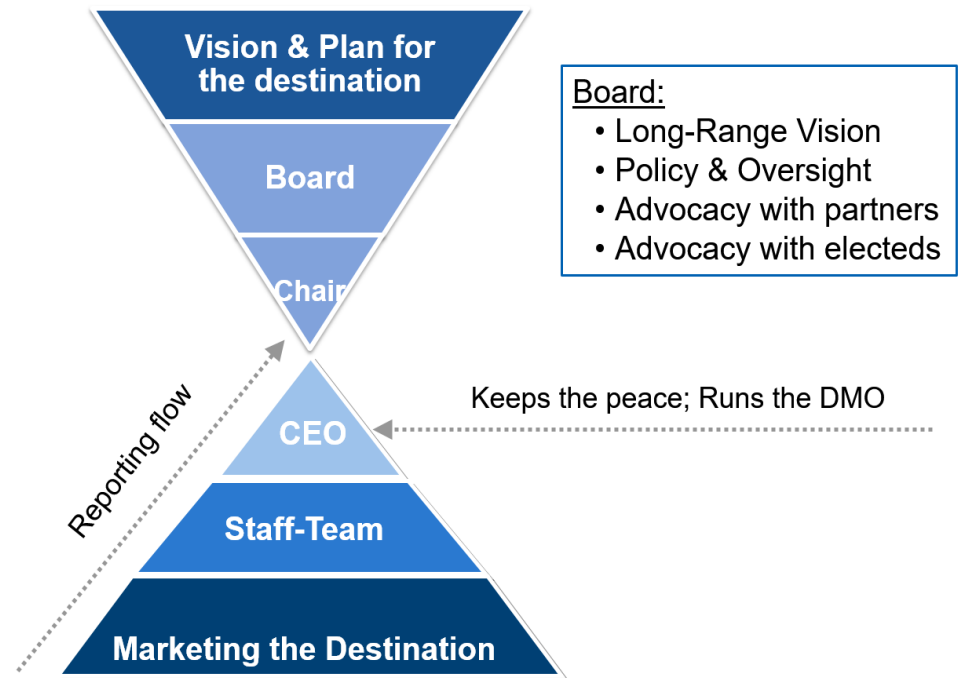 Vision & Plan for
the destination
Board
Chair
Board:
• Long-Range Vision
• Policy & Oversight
• Advocacy with partners
• Advocacy with electeds
Reporting flow
CEO
Keeps the peace; Runs the DMO
Staff-Team
Marketing the Destination